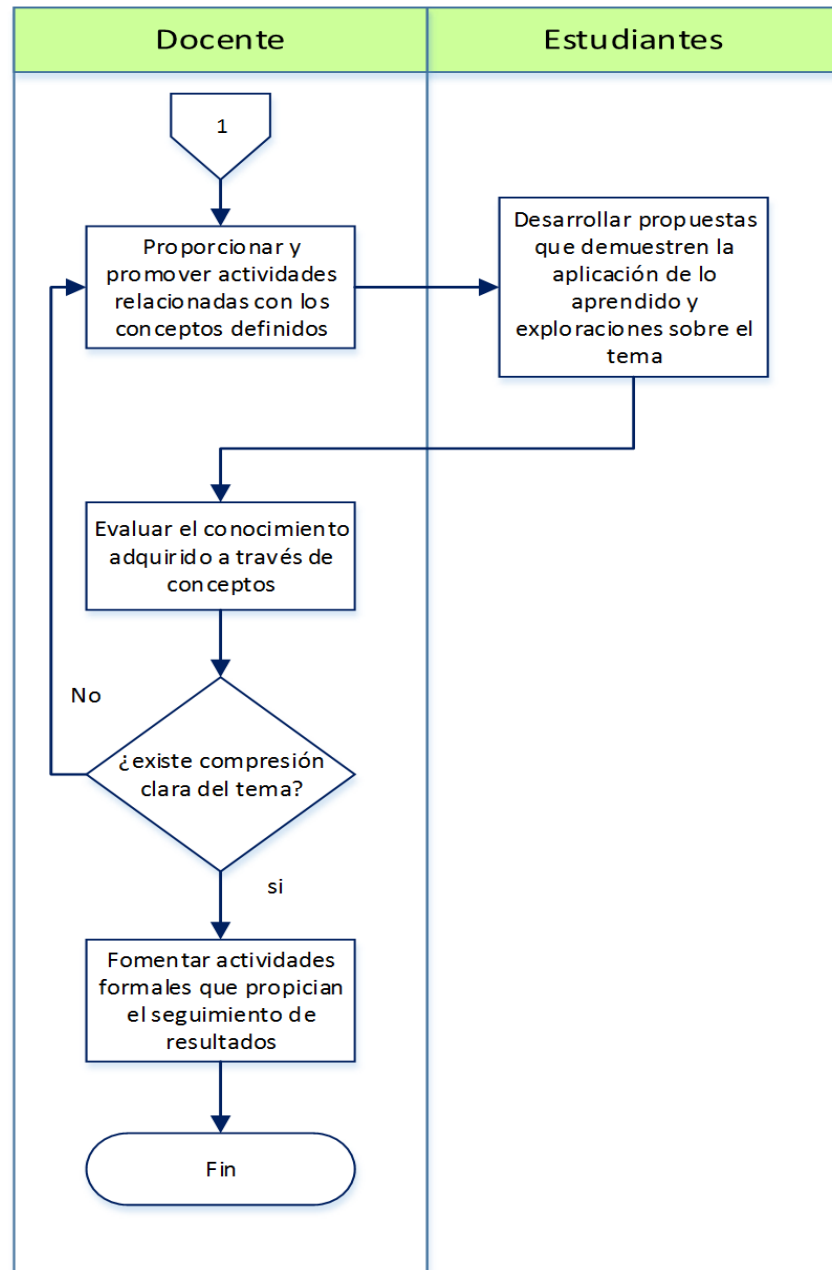 Docente
Estudiantes
1
Proporcionar y
promover actividades
relacionadas con los
conceptos definidos
Desarrollar propuestas
que demuestren la
aplicación de lo
aprendido y
exploraciones sobre el
tema
Evaluar el conocimiento
adquirido a través de
conceptos
No
¿existe compresión
clara del tema?
si
Fomentar actividades
formales que propician
el seguimiento de
resultados
Fin